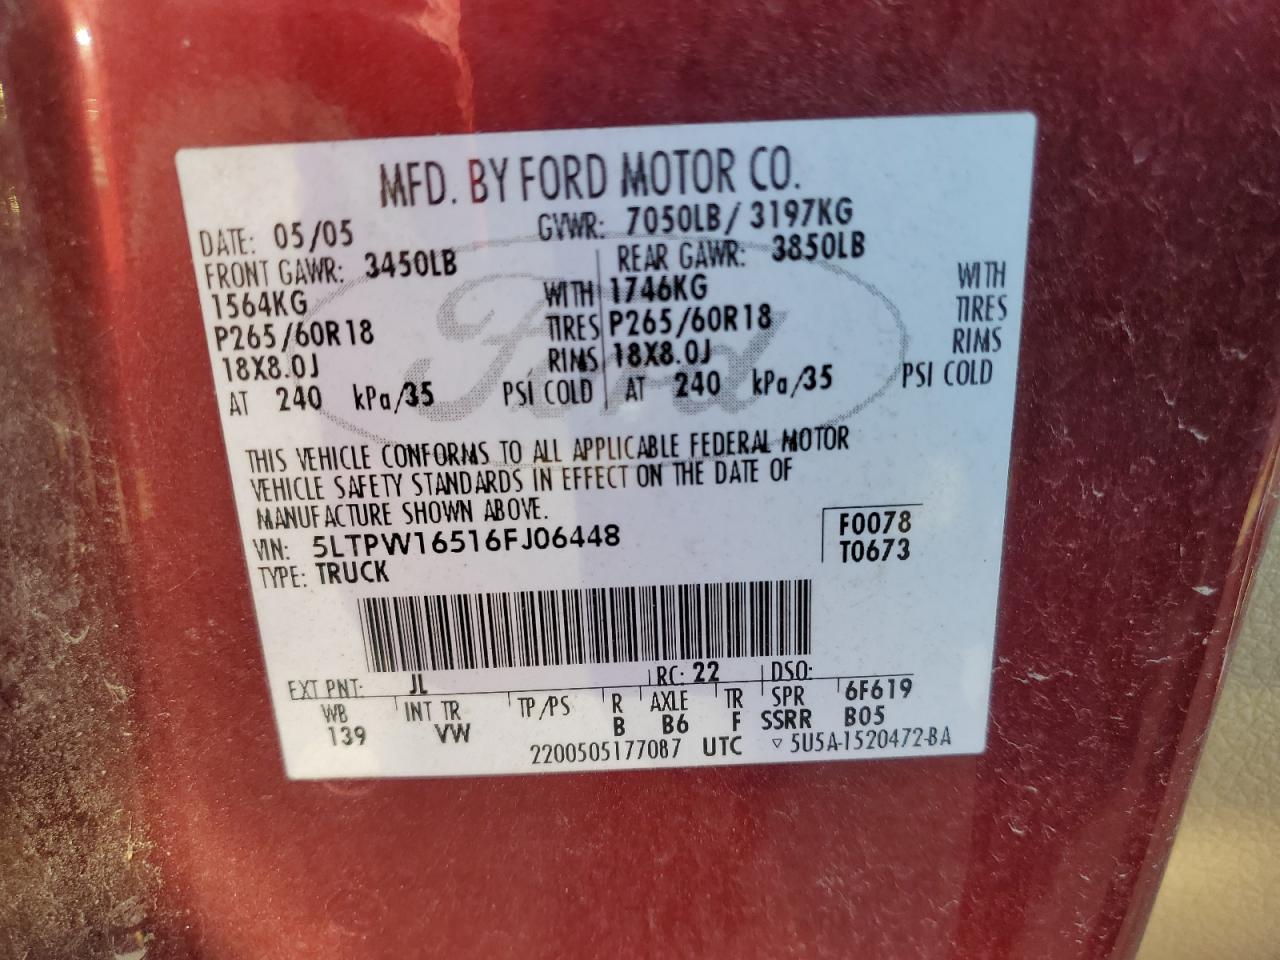 MFD. BY FORD MOTOR CO.
DATE: 05/05 GVWR: 7050LB/ 3197KG
FRONT GAWR: 3450LB REAR GAWR: 3850LB
1564KG WITH 1746KG WITH
P265/60R18 TIRES P265/60R18 TIRES
18X8.0J RIMS 18X8.0J RIMS
AT 240 kPa/35 PSI COLD AT 240 kPa/35 PSI COLD
Ford
THIS VEHICLE CONFORMS TO ALL APPLICABLE FEDERAL MOTOR
VEHICLE SAFETY STANDARDS IN EFFECT ON THE DATE OF
MANUFACTURE SHOWN ABOVE.
VIN: 5LTPW16516FJ06448 F0078
TYPE: TRUCK T0673
EXT PNT: JL RC: 22 DSO:
WB INT TR TP/PS R AXLE TR SPR 6F619
139 VW B B6 F SSRR B05
2200505177087 UTC ▽ 5U5A-1520472-BA